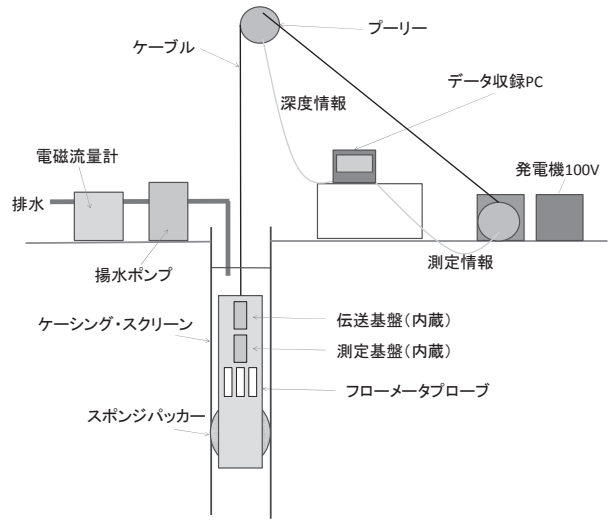 プーリー
ケーブル
データ収録PC
深度情報
電磁流量計
発電機100V
排水
揚水ポンプ
測定情報
ケーシング・スクリーン
伝送基盤(内蔵)
測定基盤(内蔵)
フローメータプローブ
スポンジパッカー